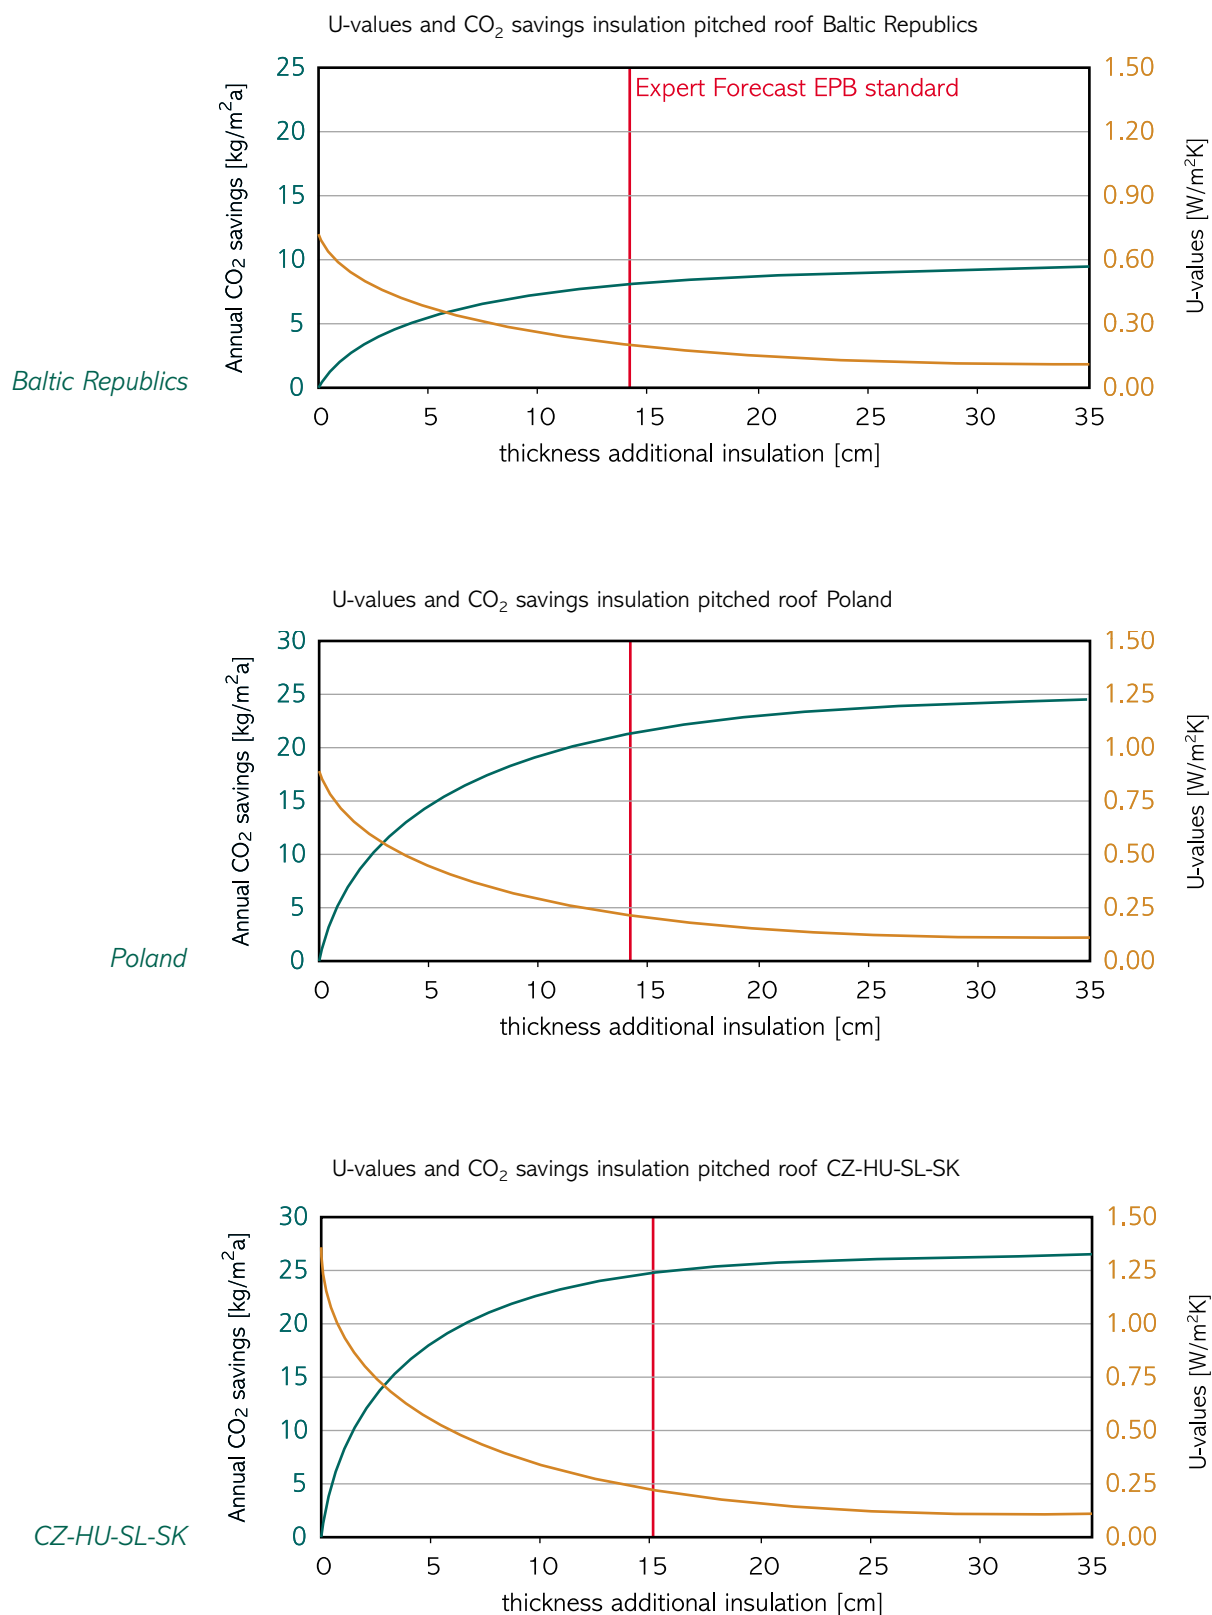 U-values and CO₂ savings insulation pitched roof Baltic Republics
Annual CO₂ savings [kg/m²a]
25
20
15
10
5
0
Expert Forecast EPB standard
1.50
1.20
0.90
0.60
0.30
0.00
U-values [W/m²K]
Baltic Republics
0 5 10 15 20 25 30 35
thickness additional insulation [cm]
U-values and CO₂ savings insulation pitched roof Poland
Annual CO₂ savings [kg/m²a]
30
25
20
15
10
5
0
1.50
1.25
1.00
0.75
0.50
0.25
0.00
U-values [W/m²K]
Poland
0 5 10 15 20 25 30 35
thickness additional insulation [cm]
U-values and CO₂ savings insulation pitched roof CZ-HU-SL-SK
Annual CO₂ savings [kg/m²a]
30
25
20
15
10
5
0
1.50
1.25
1.00
0.75
0.50
0.25
0.00
U-values [W/m²K]
CZ-HU-SL-SK
0 5 10 15 20 25 30 35
thickness additional insulation [cm]